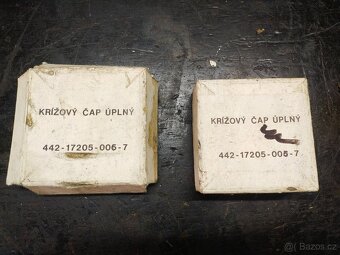 KRÍŽOVÝ ČAP ÚPLNÝ
442-17205-006-7
KRÍŽOVÝ ČAP ÚPLNÝ
442-17205-006-7
Bazos.cz